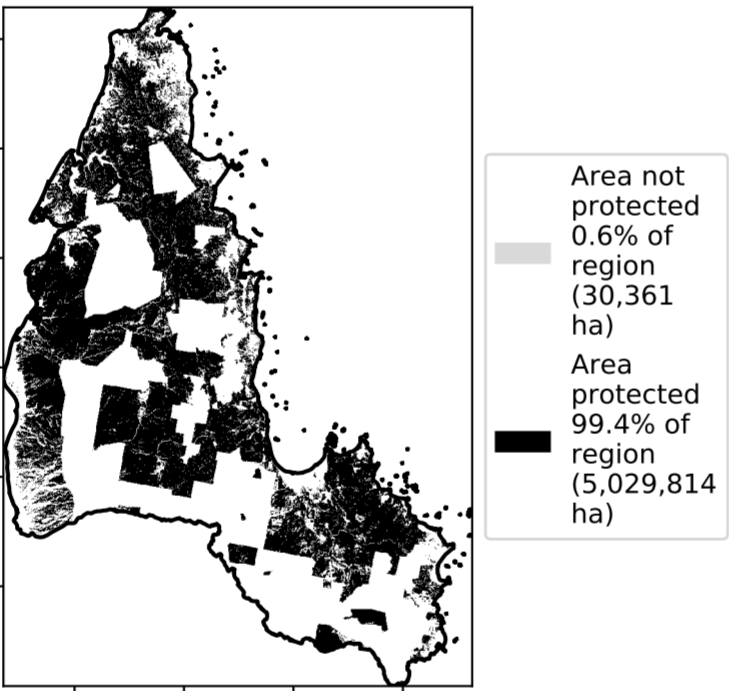 Area not
protected
0.6% of
region
(30,361
ha)
Area
protected
99.4% of
region
(5,029,814
ha)